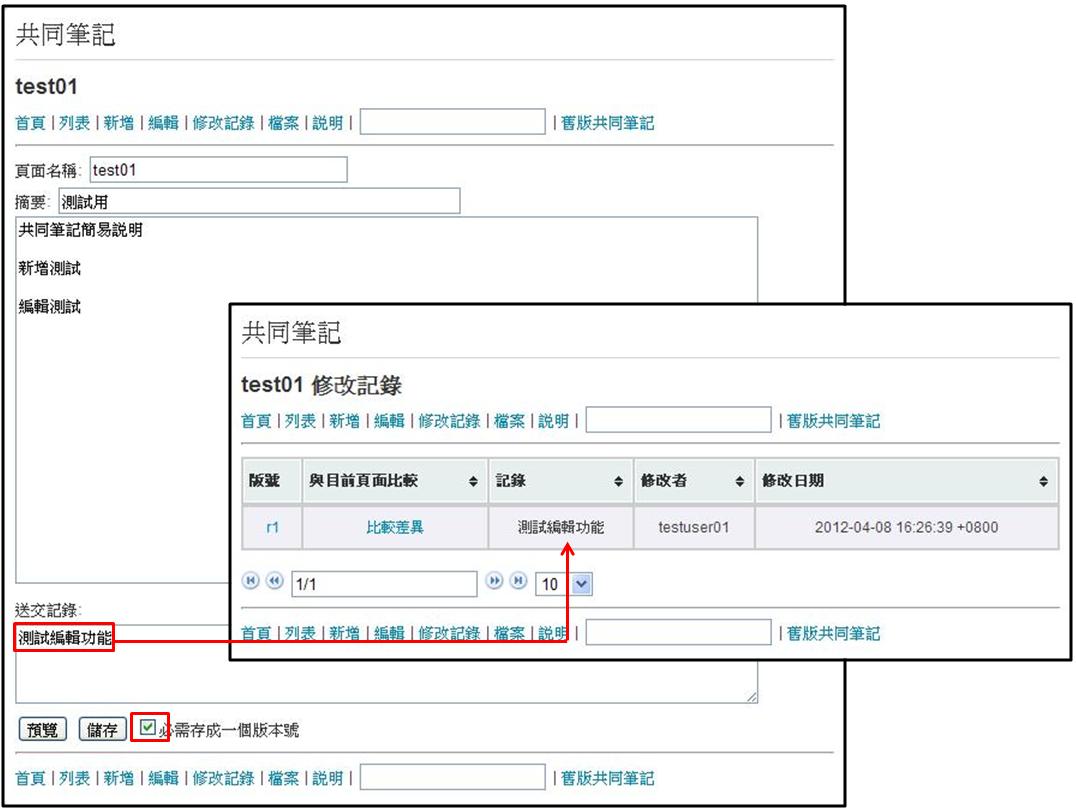 共同筆記
test01
首頁 | 列表 | 新增 | 編輯 | 修改記錄 | 檔案 | 說明 | | 舊版共同筆記
頁面名稱: test01
摘要: 測試用
共同筆記簡易說明
新增測試
編輯測試
共同筆記
test01 修改記錄
首頁 | 列表 | 新增 | 編輯 | 修改記錄 | 檔案 | 說明 | | 舊版共同筆記
版號 與目前頁面比較 記錄 修改者 修改日期
r1 比較差異 測試編輯功能 testuser01 2012-04-08 16:26:39 +0800
1/1 10
首頁 | 列表 | 新增 | 編輯 | 修改記錄 | 檔案 | 說明 | | 舊版共同筆記
送交記錄:
測試編輯功能
預覽 儲存 必需存成一個版本號
首頁 | 列表 | 新增 | 編輯 | 修改記錄 | 檔案 | 說明 | | 舊版共同筆記